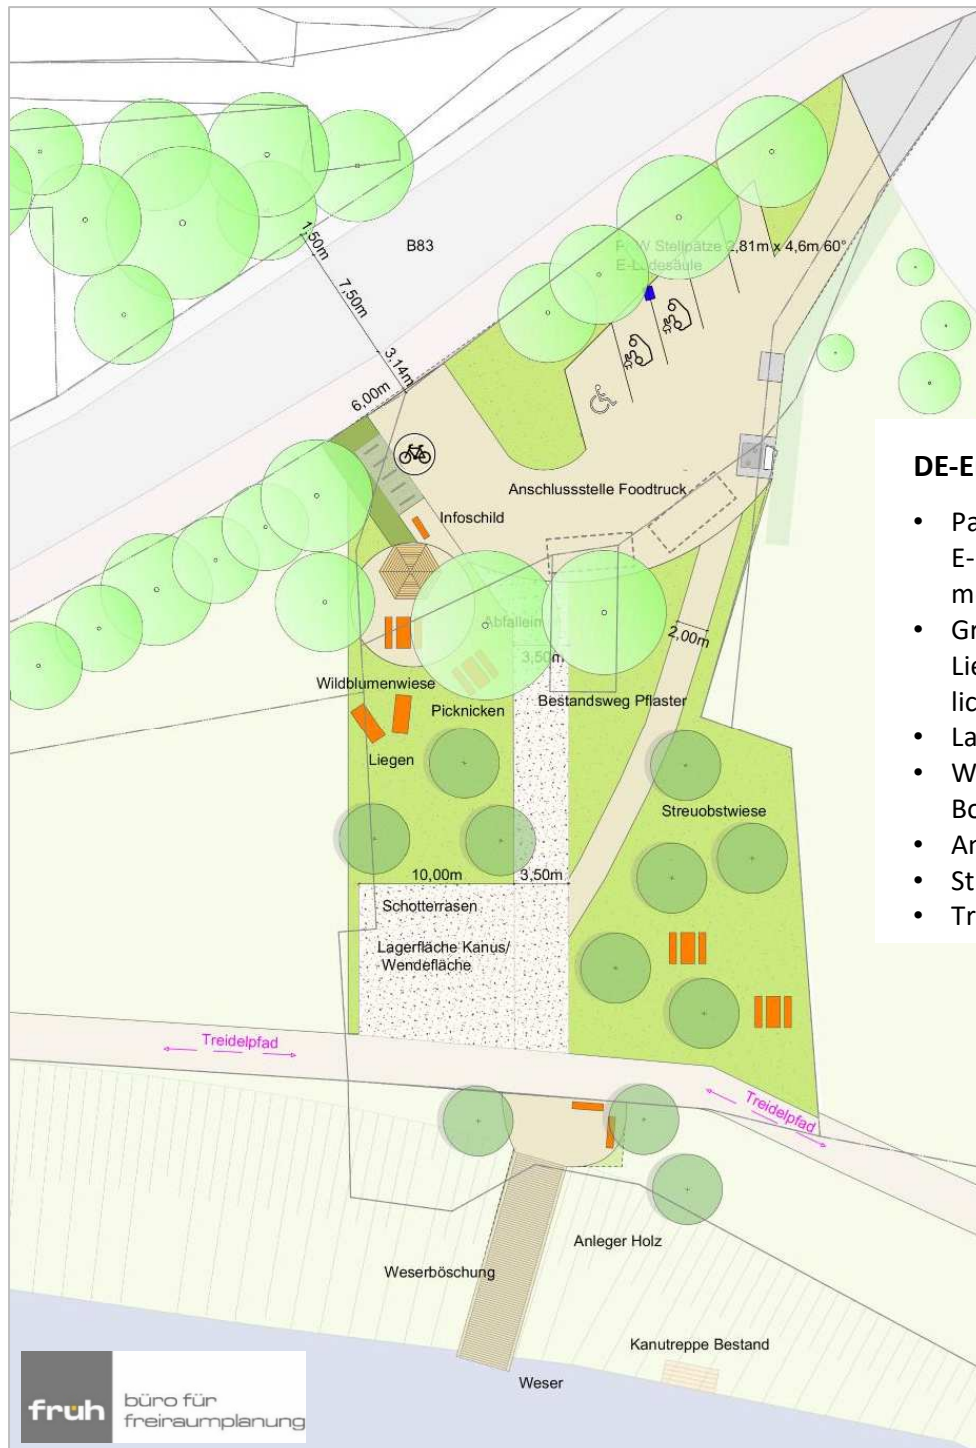 B83
1,50m
7,50m
3,14m
6,00m
Stellpätze 2,81m x 4,6m 60°
E-Ladesäule
Anschlussstelle Foodtruck
Infoschild
3,50m
2,00m
Wildblumenwiese
Picknicken
Bestandsweg Pflaster
Liegen
Streuobstwiese
10,00m
3,50m
Schotterrasen
Lagerfläche Kanus/
Wendefläche
Treidelpfad
Treidelpfad
Anleger Holz
Weserböschung
Kanutreppe Bestand
Weser
DE-E
• Pa
E-
m
• Gr
Lie
lic
• La
• W
Bo
• Ar
• St
• Tr
früh büro für
freiraumplanung